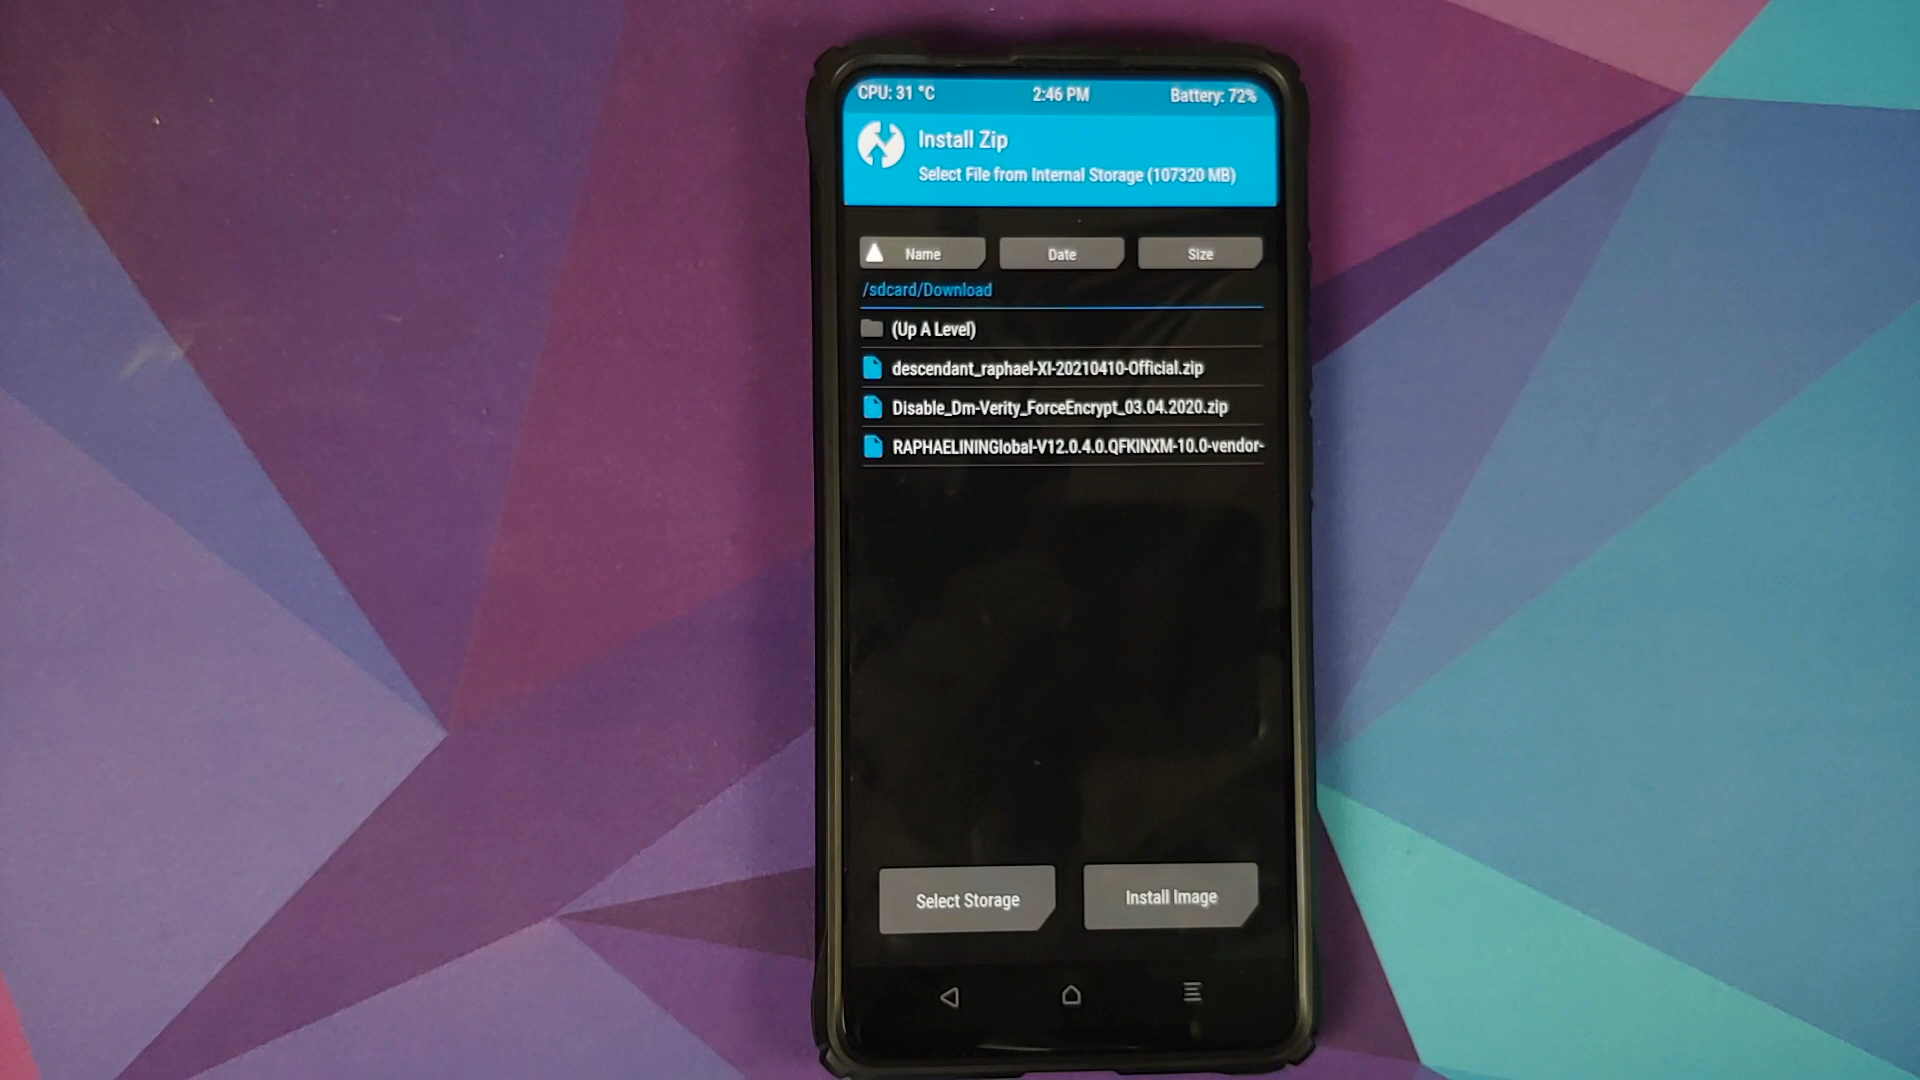 CPU: 31 °C 2:46 PM Battery: 72%
Install Zip
Select File from Internal Storage (107320 MB)
Name Date Size
/sdcard/Download
(Up A Level)
descendant_raphael-XI-20210410-Official.zip
Disable_Dm-Verity_ForceEncrypt_03.04.2020.zip
RAPHAELININGlobal-V12.0.4.0.QFKINXM-10.0-vendor-
Select Storage Install Image